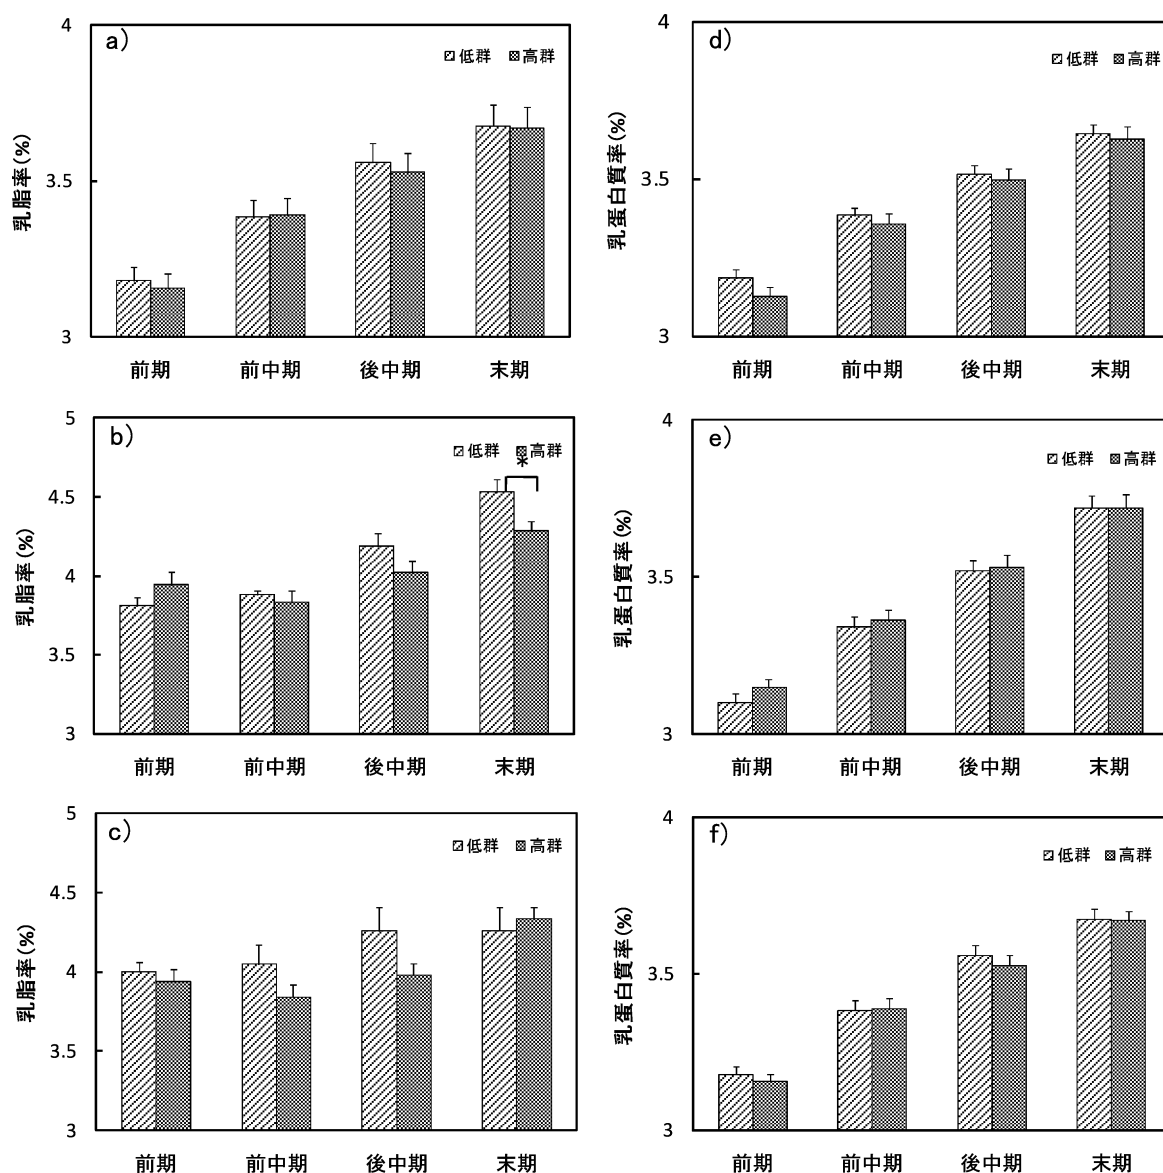 a)
低群 高群
乳脂率(%)
4
3.5
3
前期 前中期 後中期 末期
d)
低群 高群
乳蛋白質率(%)
4
3.5
3
前期 前中期 後中期 末期
b)
低群 高群
*
乳脂率(%)
5
4.5
4
3.5
3
前期 前中期 後中期 末期
e)
低群 高群
乳蛋白質率(%)
4
3.5
3
前期 前中期 後中期 末期
c)
低群 高群
乳脂率(%)
5
4.5
4
3.5
3
前期 前中期 後中期 末期
f)
低群 高群
乳蛋白質率(%)
4
3.5
3
前期 前中期 後中期 末期